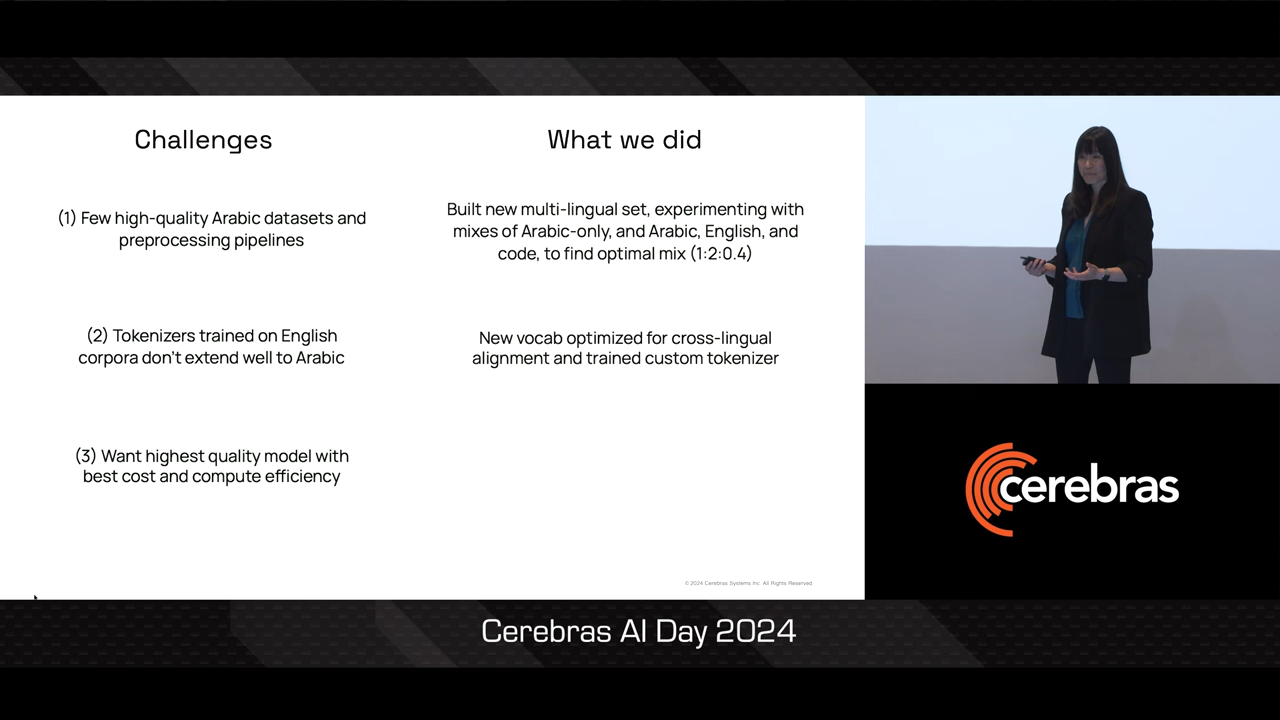 Challenges
What we did
(1) Few high-quality Arabic datasets and
preprocessing pipelines
Built new multi-lingual set, experimenting with
mixes of Arabic-only, and Arabic, English, and
code, to find optimal mix (1:2:0.4)
(2) Tokenizers trained on English
corpora don't extend well to Arabic
New vocab optimized for cross-lingual
alignment and trained custom tokenizer
(3) Want highest quality model with
best cost and compute efficiency
© 2024 Cerebras Systems Inc. All Rights Reserved
cerebras
Cerebras AI Day 2024